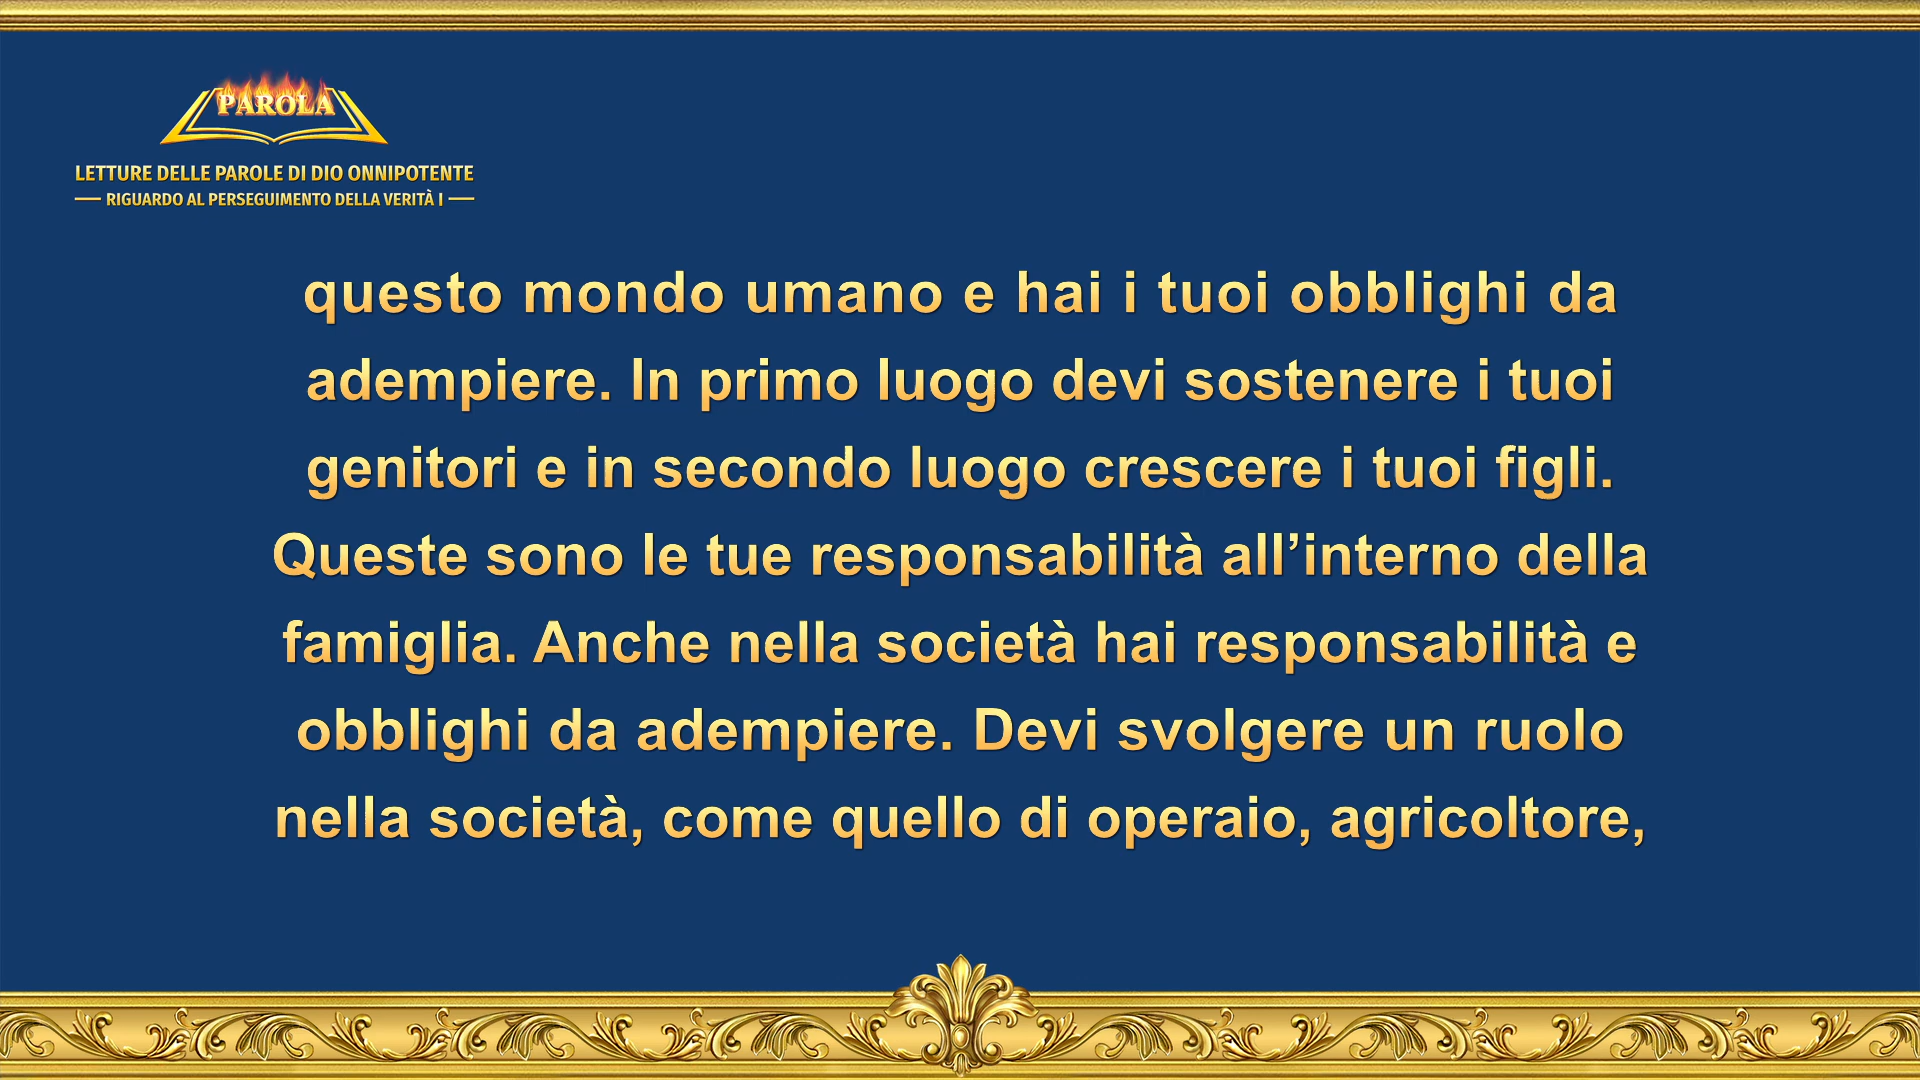 PAROLA
LETTURE DELLE PAROLE DI DIO ONNIPOTENTE
RIGUARDO AL PERSEGUIMENTO DELLA VERITÀ I
questo mondo umano e hai i tuoi obblighi da
adempiere. In primo luogo devi sostenere i tuoi
genitori e in secondo luogo crescere i tuoi figli.
Queste sono le tue responsabilità all’interno della
famiglia. Anche nella società hai responsabilità e
obblighi da adempiere. Devi svolgere un ruolo
nella società, come quello di operaio, agricoltore,